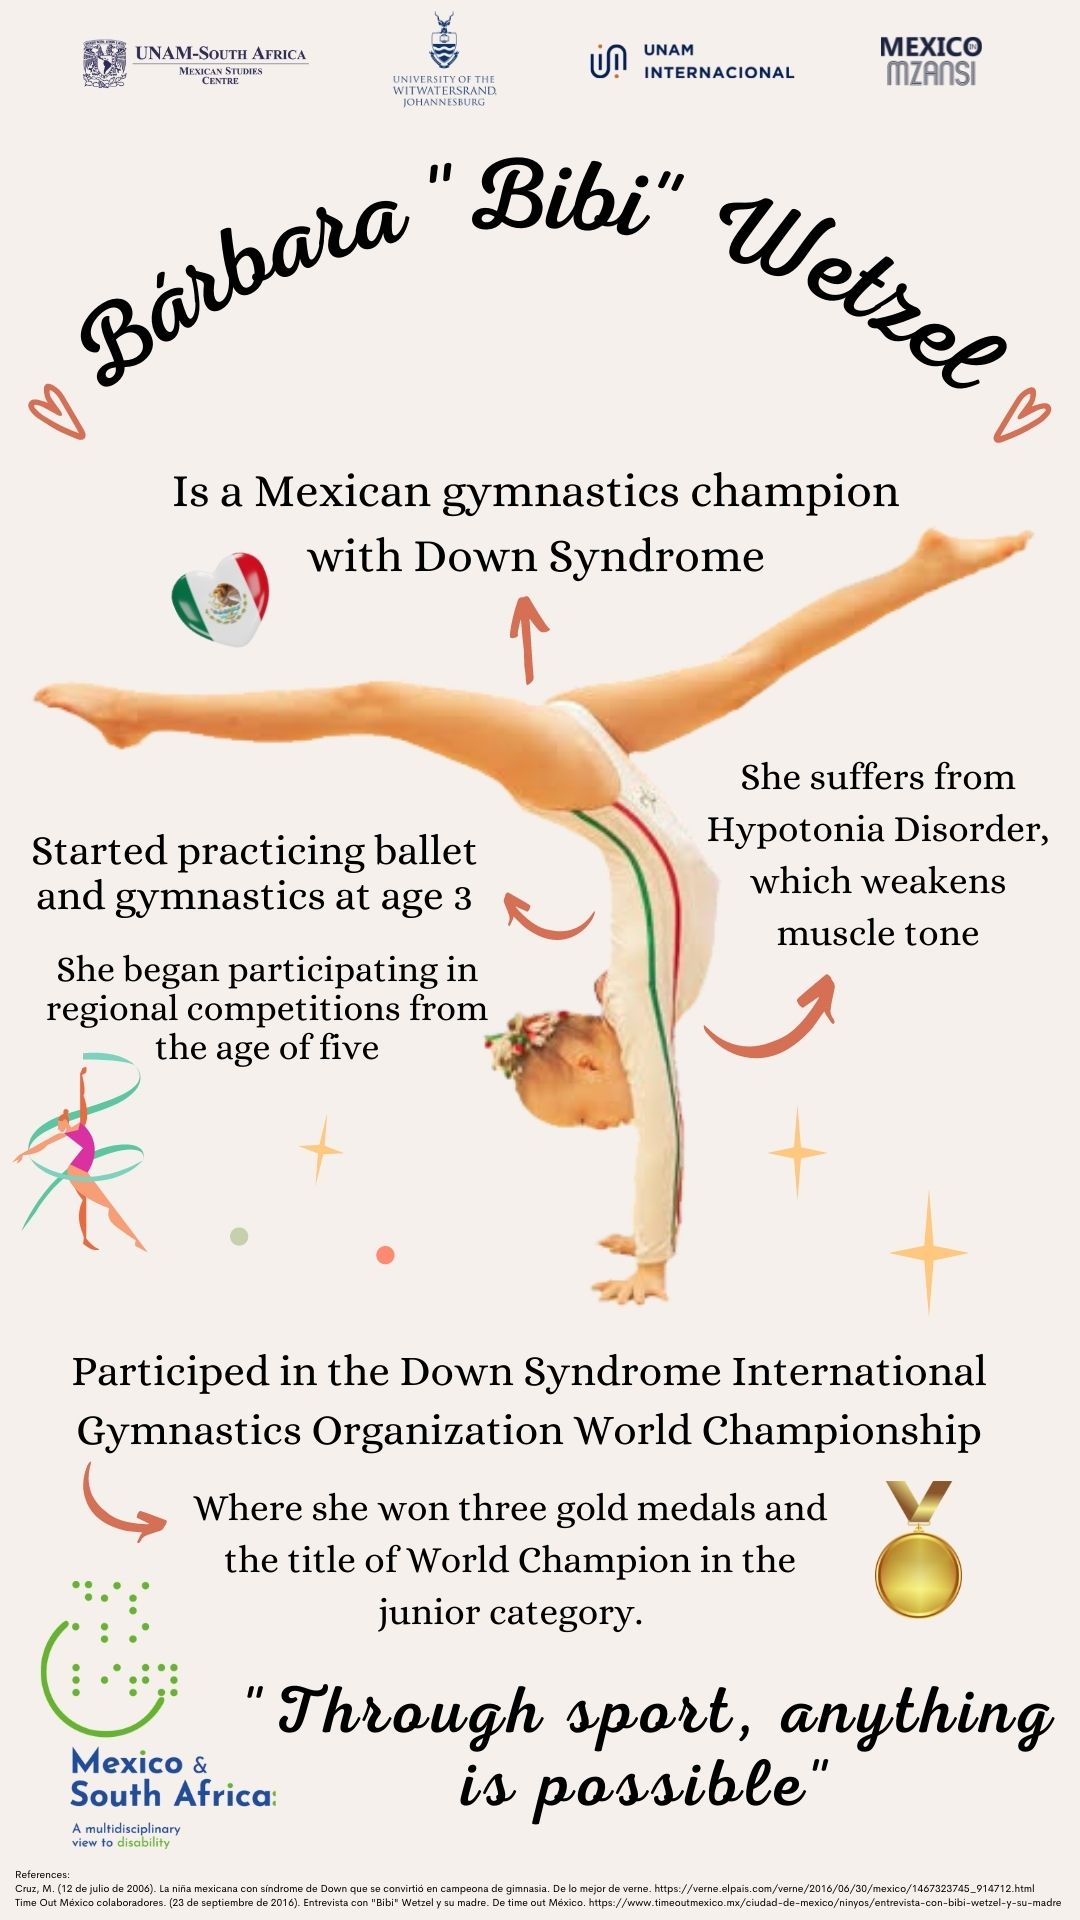 UNAM-SOUTH AFRICA
MEXICAN STUDIES
CENTRE
UNIVERSITY OF THE
WITWATERSRAND,
JOHANNESBURG
UNAM
INTERNACIONAL
MEXICO IN
MZANSI
Bárbara "Bibi" Wetzel
Is a Mexican gymnastics champion
with Down Syndrome
She suffers from
Hypotonia Disorder,
which weakens
muscle tone
Started practicing ballet
and gymnastics at age 3
She began participating in
regional competitions from
the age of five
Participed in the Down Syndrome International
Gymnastics Organization World Championship
Where she won three gold medals and
the title of World Champion in the
junior category.
"Through sport, anything
is possible"
Mexico &
South Africa:
A multidisciplinary
view to disability
References:
Cruz, M. (12 de julio de 2006). La niña mexicana con síndrome de Down que se convirtió en campeona de gimnasia. De lo mejor de verne. https://verne.elpais.com/verne/2016/06/30/mexico/1467323745_914712.html
Time Out México colaboradores. (23 de septiembre de 2016). Entrevista con "Bibi" Wetzel y su madre. De time out México. https://www.timeoutmexico.mx/ciudad-de-mexico/ninyos/entrevista-con-bibi-wetzel-y-su-madre